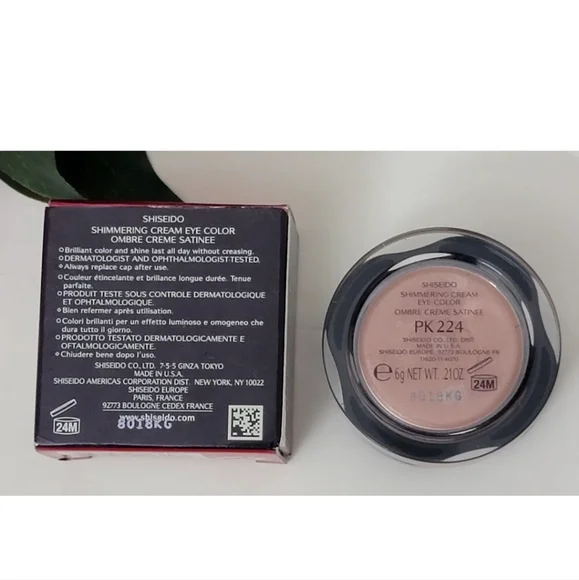 SHISEIDO
SHIMMERING CREAM EYE COLOR
OMBRE CREME SATINEE
Brilliant color and shine last all day without creasing.
DERMATOLOGIST AND OPHTHALMOLOGIST-TESTED.
Always replace cap after use.
Couleur étincelante et brillance longue durée. Tenue
parfaite.
PRODUIT TESTE SOUS CONTROLE DERMATOLOGIQUE
ET OPHTALMOLOGIQUE.
Bien refermer après utilisation.
Colori brillanti per un effetto luminoso e omogeneo che
dura tutto il giorno.
PRODOTTO TESTATO DERMATOLOGICAMENTE E
OFTALMOLOGICAMENTE.
Chiudere bene dopo l'uso.
SHISEIDO CO., LTD. 7-5-5 GINZA TOKYO
MADE IN U.S.A.
SHISEIDO AMERICAS CORPORATION DIST. NEW YORK, NY 10022
SHISEIDO EUROPE
PARIS, FRANCE
92773 BOULOGNE CEDEX FRANCE
www.shiseido.com
8018KG
24M
SHISEIDO
SHIMMERING CREAM
EYE COLOR
OMBRE CRÈME SATINEE
PK 224
SHISEIDO CO., LTD. DIST.
MADE IN U.S.A.
SHISEIDO EUROPE, 92773 BOULOGNE FR
e 6g NET WT. .21OZ.
24M
8018KG